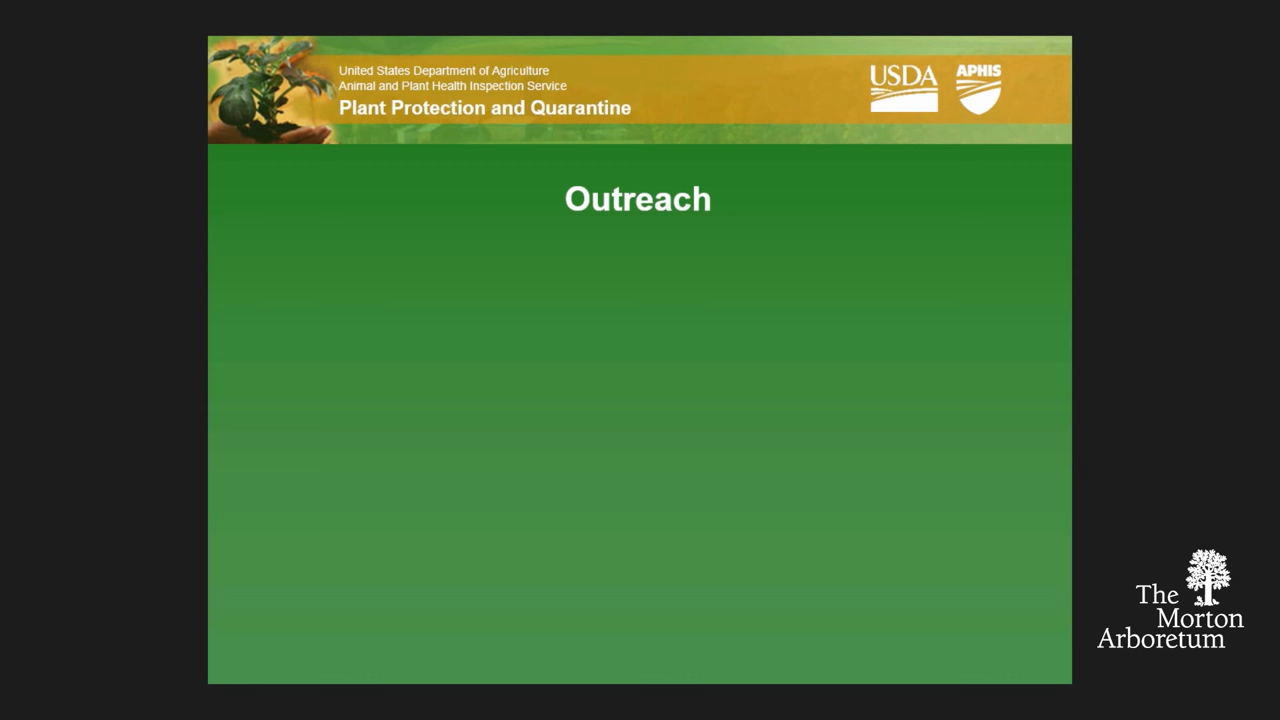 United States Department of Agriculture
Animal and Plant Health Inspection Service
Plant Protection and Quarantine
USDA
APHIS
Outreach
The
Morton
Arboretum